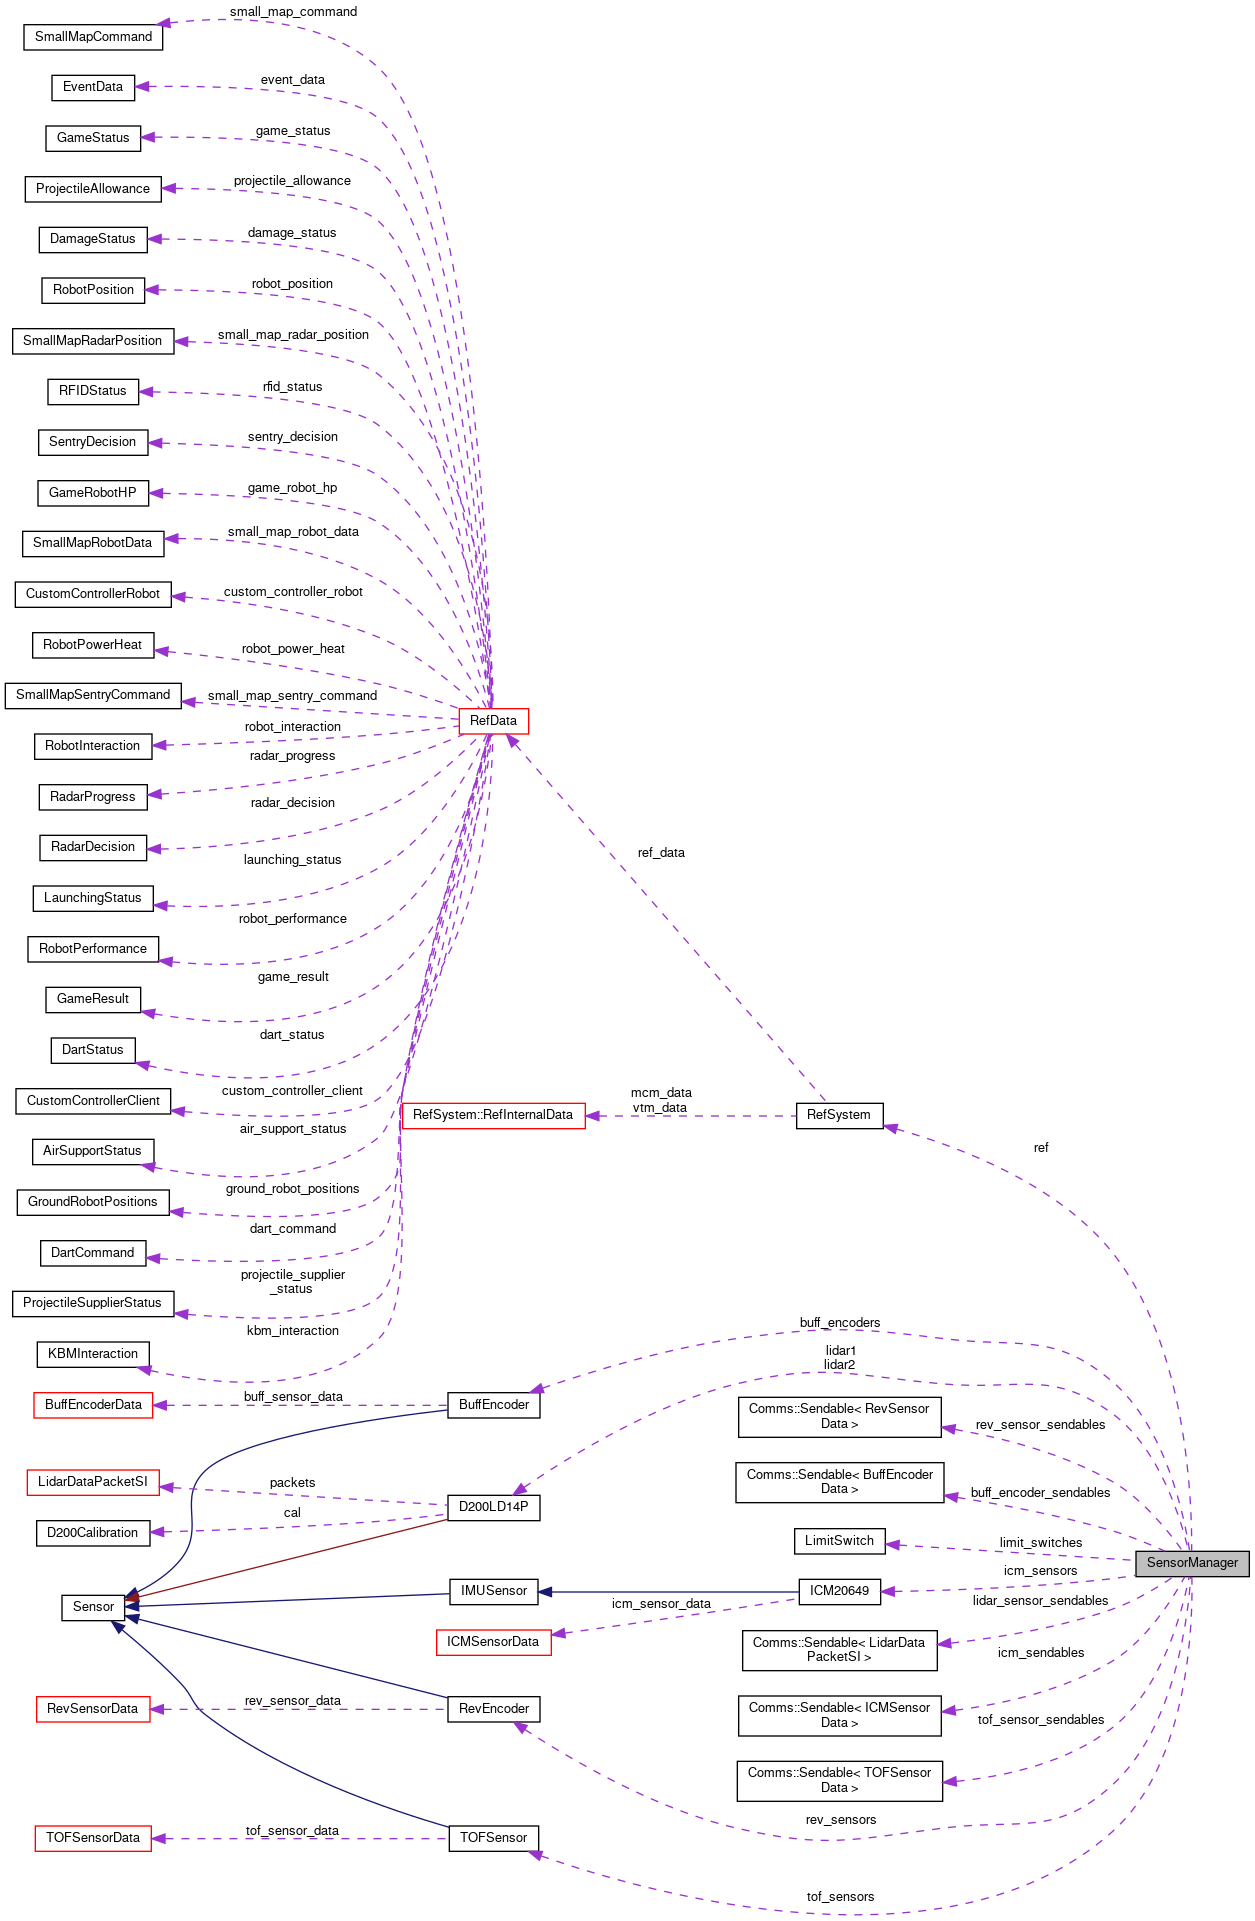 small_map_command
SmallMapCommand
event_data
EventData
game_status
GameStatus
projectile_allowance
ProjectileAllowance
damage_status
DamageStatus
robot_position
RobotPosition
small_map_radar_position
SmallMapRadarPosition
rfid_status
RFIDStatus
sentry_decision
SentryDecision
game_robot_hp
GameRobotHP
small_map_robot_data
SmallMapRobotData
custom_controller_robot
CustomControllerRobot
robot_power_heat
RobotPowerHeat
small_map_sentry_command
SmallMapSentryCommand
RefData
robot_interaction
RobotInteraction
radar_progress
RadarProgress
radar_decision
RadarDecision
ref_data
launching_status
LaunchingStatus
robot_performance
RobotPerformance
game_result
GameResult
dart_status
DartStatus
custom_controller_client
CustomControllerClient
mcm_data
vtm_data
RefSystem::RefInternalData
RefSystem
air_support_status
AirSupportStatus
ref
ground_robot_positions
GroundRobotPositions
dart_command
DartCommand
projectile_supplier
_status
ProjectileSupplierStatus
kbm_interaction
KBMInteraction
buff_encoders
lidar1
lidar2
buff_sensor_data
BuffEncoderData
BuffEncoder
Comms::Sendable< RevSensor
Data >
rev_sensor_sendables
packets
LidarDataPacketSI
Comms::Sendable< BuffEncoder
Data >
buff_encoder_sendables
D200LD14P
cal
D200Calibration
LimitSwitch
limit_switches
SensorManager
icm_sensors
Sensor
IMUSensor
ICM20649
icm_sensor_data
lidar_sensor_sendables
ICMSensorData
Comms::Sendable< LidarData
PacketSI >
icm_sendables
rev_sensor_data
RevSensorData
RevEncoder
Comms::Sendable< ICMSensor
Data >
tof_sensor_sendables
Comms::Sendable< TOFSensor
Data >
rev_sensors
tof_sensor_data
TOFSensorData
TOFSensor
tof_sensors